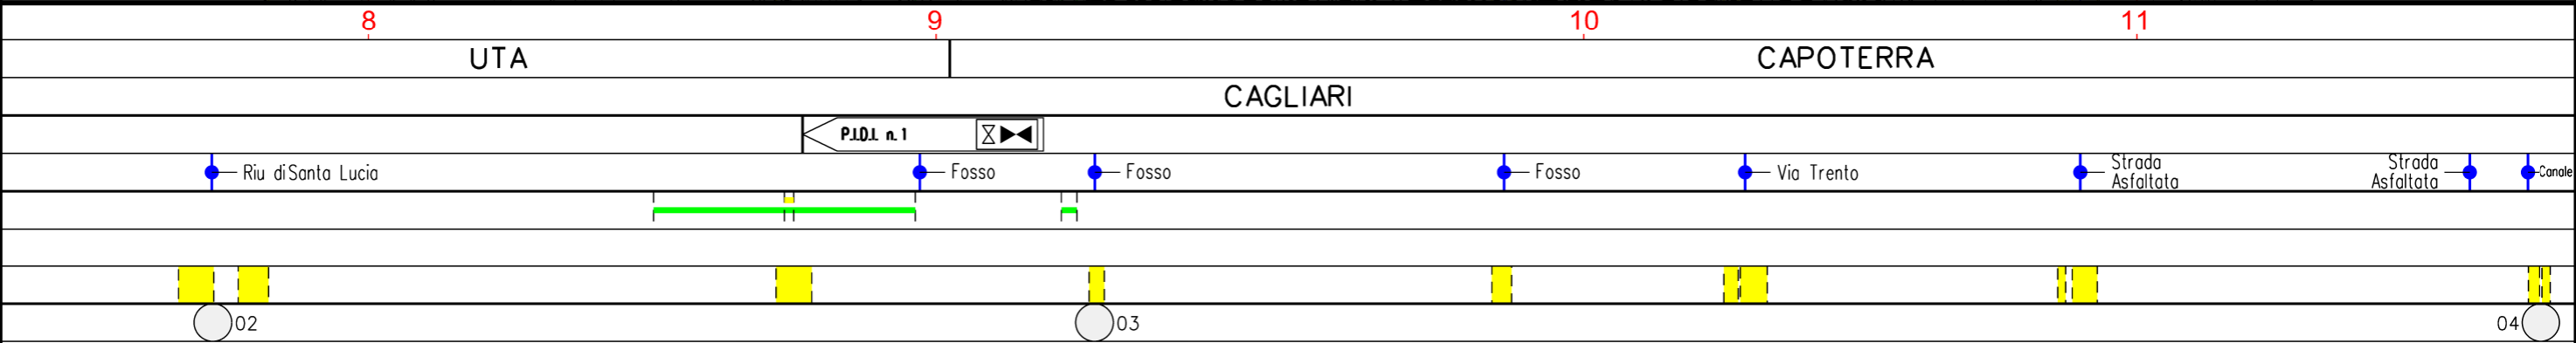 8 9 10 11
UTA CAPOTERRA
CAGLIARI
P.I.D.I. n. 1
Riu di Santa Lucia Fosso Fosso Fosso Via Trento Strada Strada Canale
Asfaltata Asfaltata
02 03 04